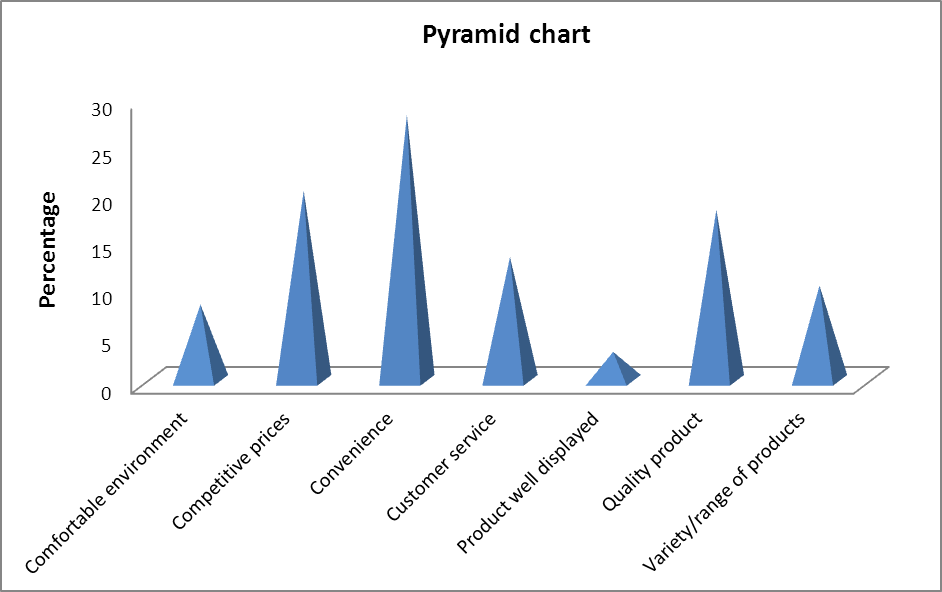 Pyramid chart
Percentage
30
25
20
15
10
5
0
Comfortable environment
Competitive prices
Convenience
Customer service
Product well displayed
Quality product
Variety/range of products